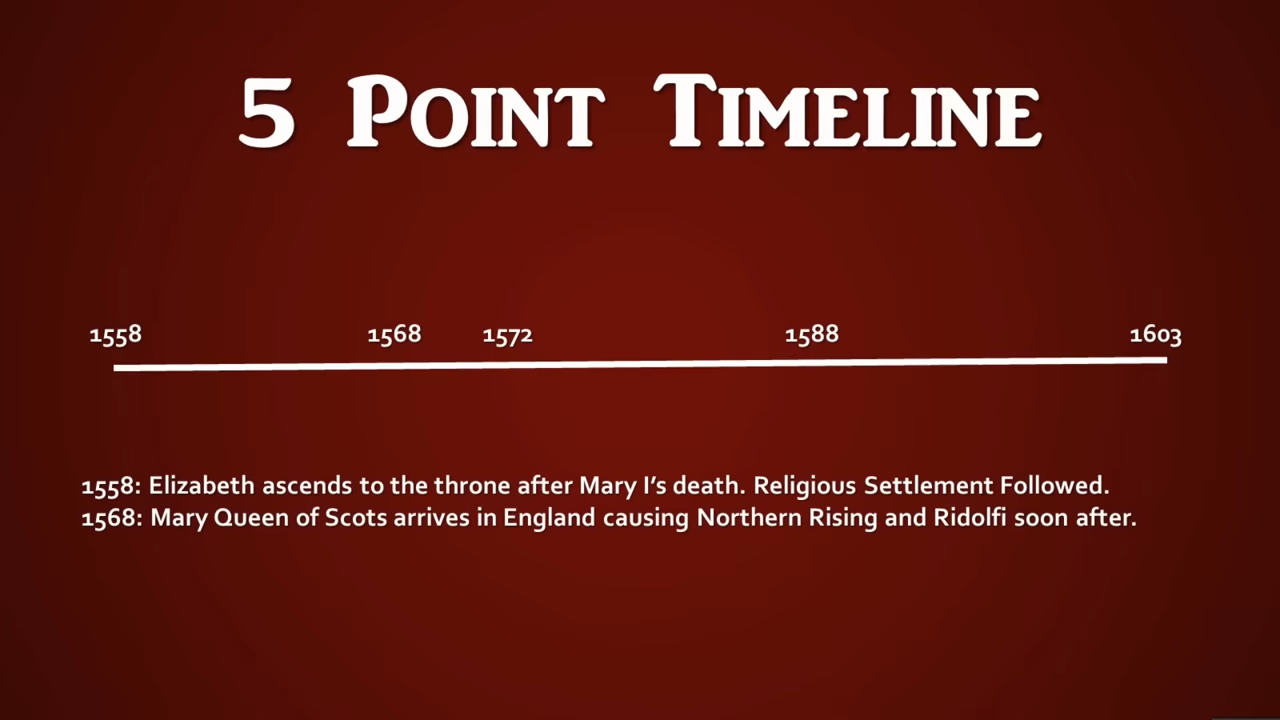 5 Point Timeline
1558 1568 1572 1588 1603
1558: Elizabeth ascends to the throne after Mary I’s death. Religious Settlement Followed.
1568: Mary Queen of Scots arrives in England causing Northern Rising and Ridolfi soon after.